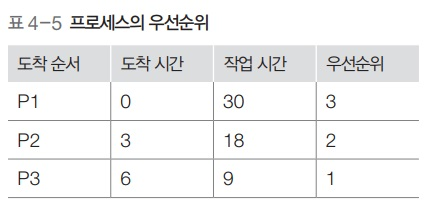 표 4-5 프로세스의 우선순위
도착 순서 도착 시간 작업 시간 우선순위
P1 0 30 3
P2 3 18 2
P3 6 9 1